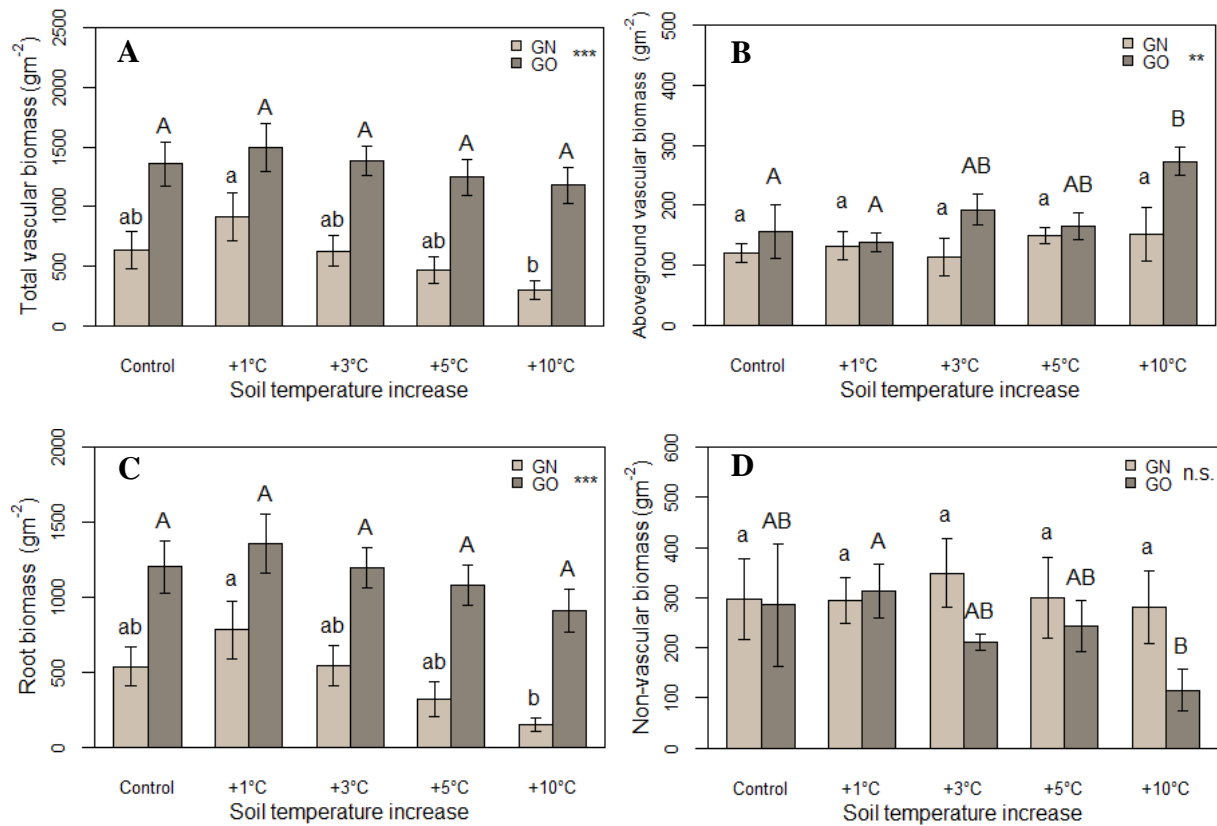 A
GN
GO
***
Total vascular biomass (gm⁻²)
2500
2000
1500
1000
500
0
ab
A
a
A
ab
A
ab
A
b
A
Control
+1°C
+3°C
+5°C
+10°C
Soil temperature increase
B
GN
GO
**
Aboveground vascular biomass (gm⁻²)
500
400
300
200
100
0
a
A
a
A
a
AB
a
AB
a
B
Control
+1°C
+3°C
+5°C
+10°C
Soil temperature increase
C
GN
GO
***
Root biomass (gm⁻²)
2000
1500
1000
500
0
ab
A
a
A
ab
A
ab
A
b
A
Control
+1°C
+3°C
+5°C
+10°C
Soil temperature increase
D
GN
GO
n.s.
Non-vascular biomass (gm⁻²)
600
500
400
300
200
100
0
a
AB
a
A
a
AB
a
AB
a
B
Control
+1°C
+3°C
+5°C
+10°C
Soil temperature increase